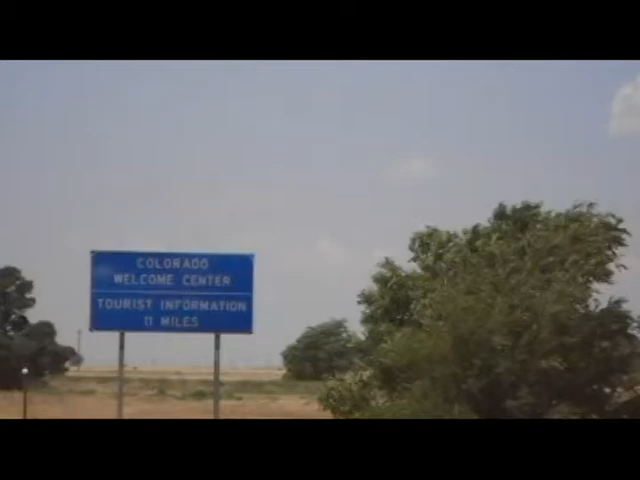 COLORADO
WELCOME CENTER
TOURIST INFORMATION
11 MILES